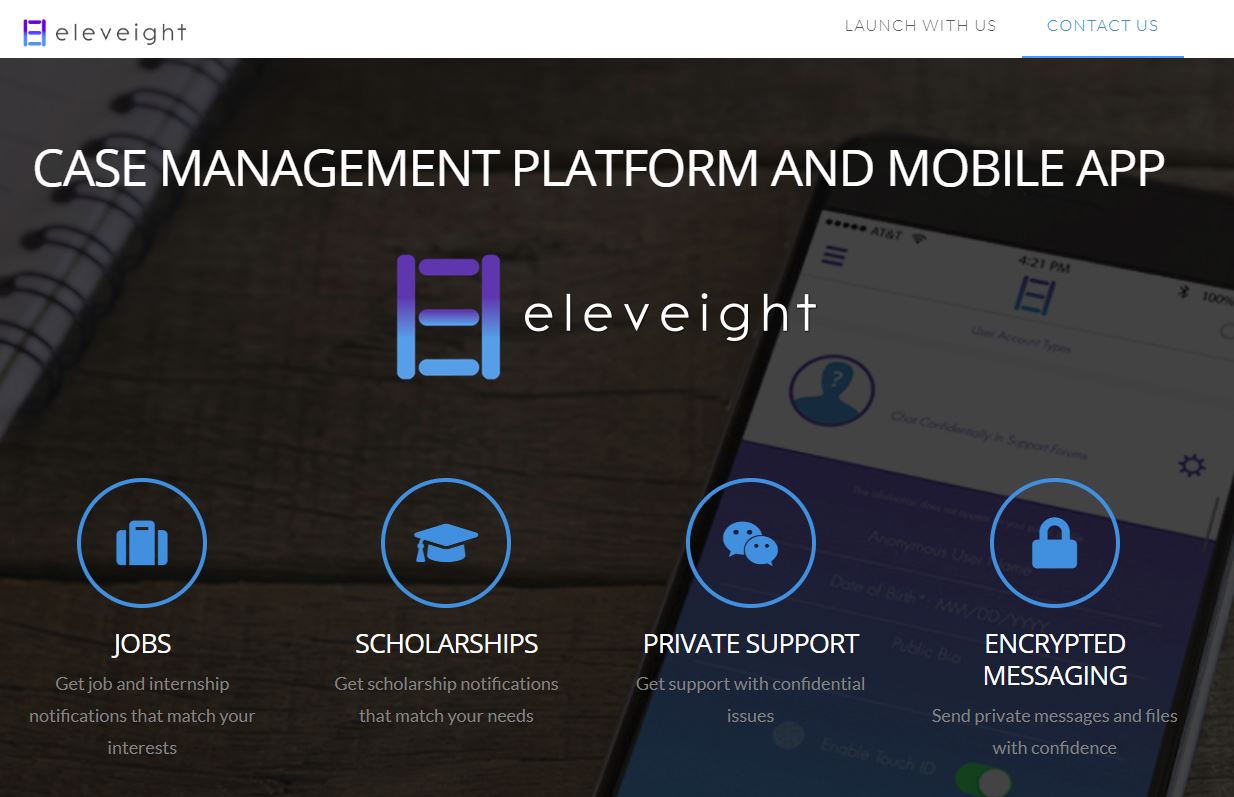 eleveight
LAUNCH WITH US
CONTACT US
CASE MANAGEMENT PLATFORM AND MOBILE APP
eleveight
AT&T
4:21 PM
100%
User Account Types
Chat Confidentially In Support Forums
Anonymous User Name
Date of Birth*: MM/DD/YYYY
Public Bio
Enable Touch ID
JOBS
Get job and internship
notifications that match your
interests
SCHOLARSHIPS
Get scholarship notifications
that match your needs
PRIVATE SUPPORT
Get support with confidential
issues
ENCRYPTED
MESSAGING
Send private messages and files
with confidence